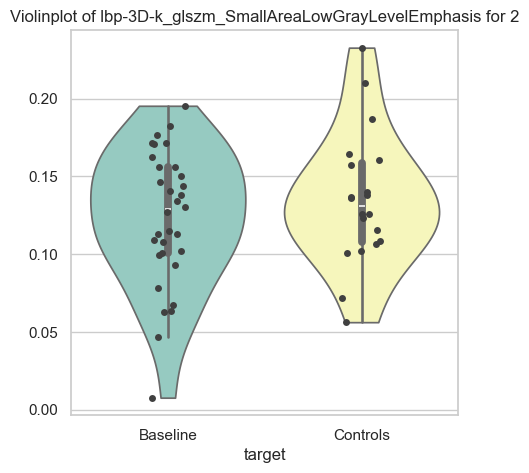 Violinplot of lbp-3D-k_glszm_SmallAreaLowGrayLevelEmphasis for 2
0.20
0.15
0.10
0.05
0.00
Baseline
Controls
target